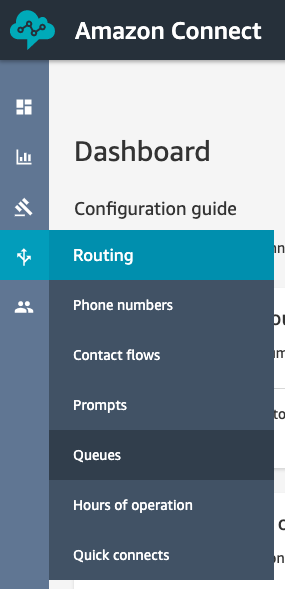 Amazon Connect
Dashboard
Configuration guide
Routing
Phone numbers
Contact flows
Prompts
Queues
Hours of operation
Quick connects